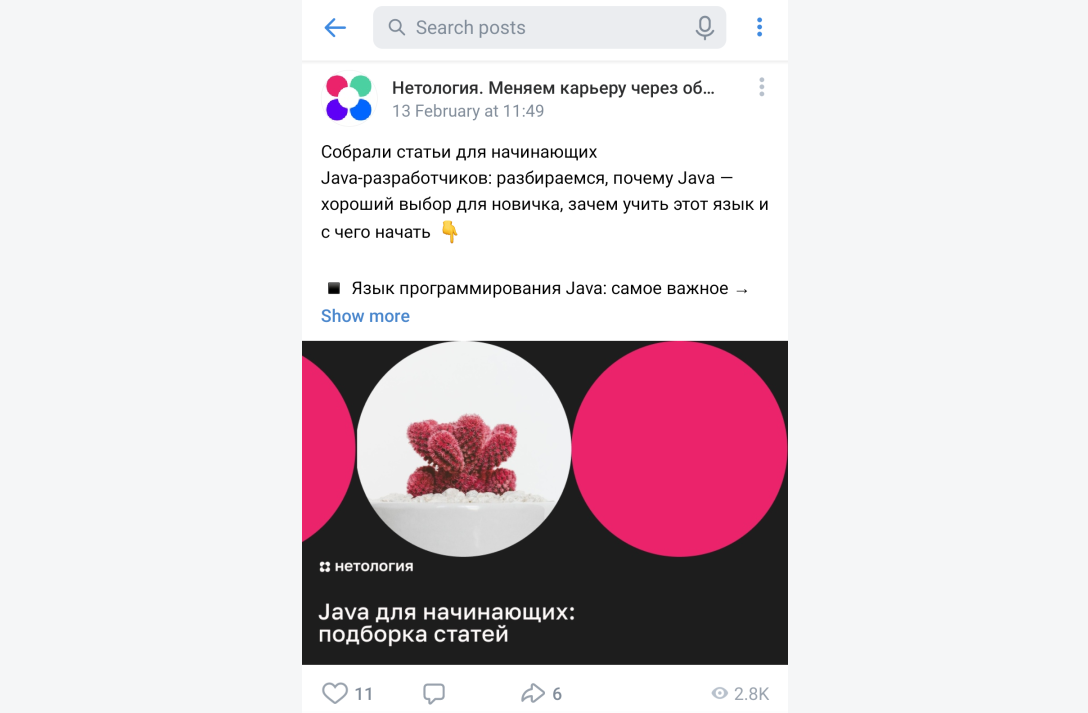 Search posts
Нетология. Меняем карьеру через об...
13 February at 11:49
Собрали статьи для начинающих
Java-разработчиков: разбираемся, почему Java —
хороший выбор для новичка, зачем учить этот язык и
с чего начать 👇
◾ Язык программирования Java: самое важное →
Show more
нетология
Java для начинающих:
подборка статей
11 6 2.8K